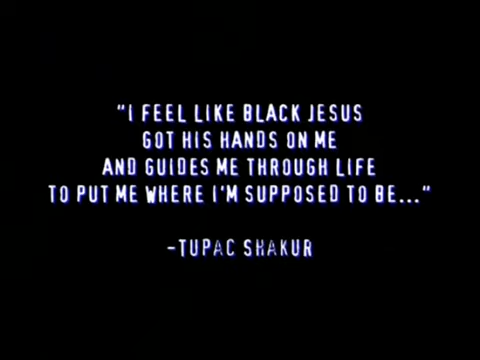 "I FEEL LIKE BLACK JESUS
GOT HIS HANDS ON ME
AND GUIDES ME THROUGH LIFE
TO PUT ME WHERE I'M SUPPOSED TO BE..."
-TUPAC SHAKUR